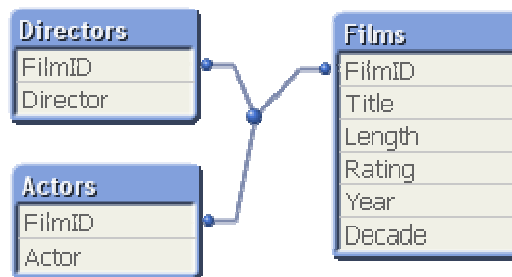 Directors
FilmID
Director
Actors
FilmID
Actor
Films
FilmID
Title
Length
Rating
Year
Decade